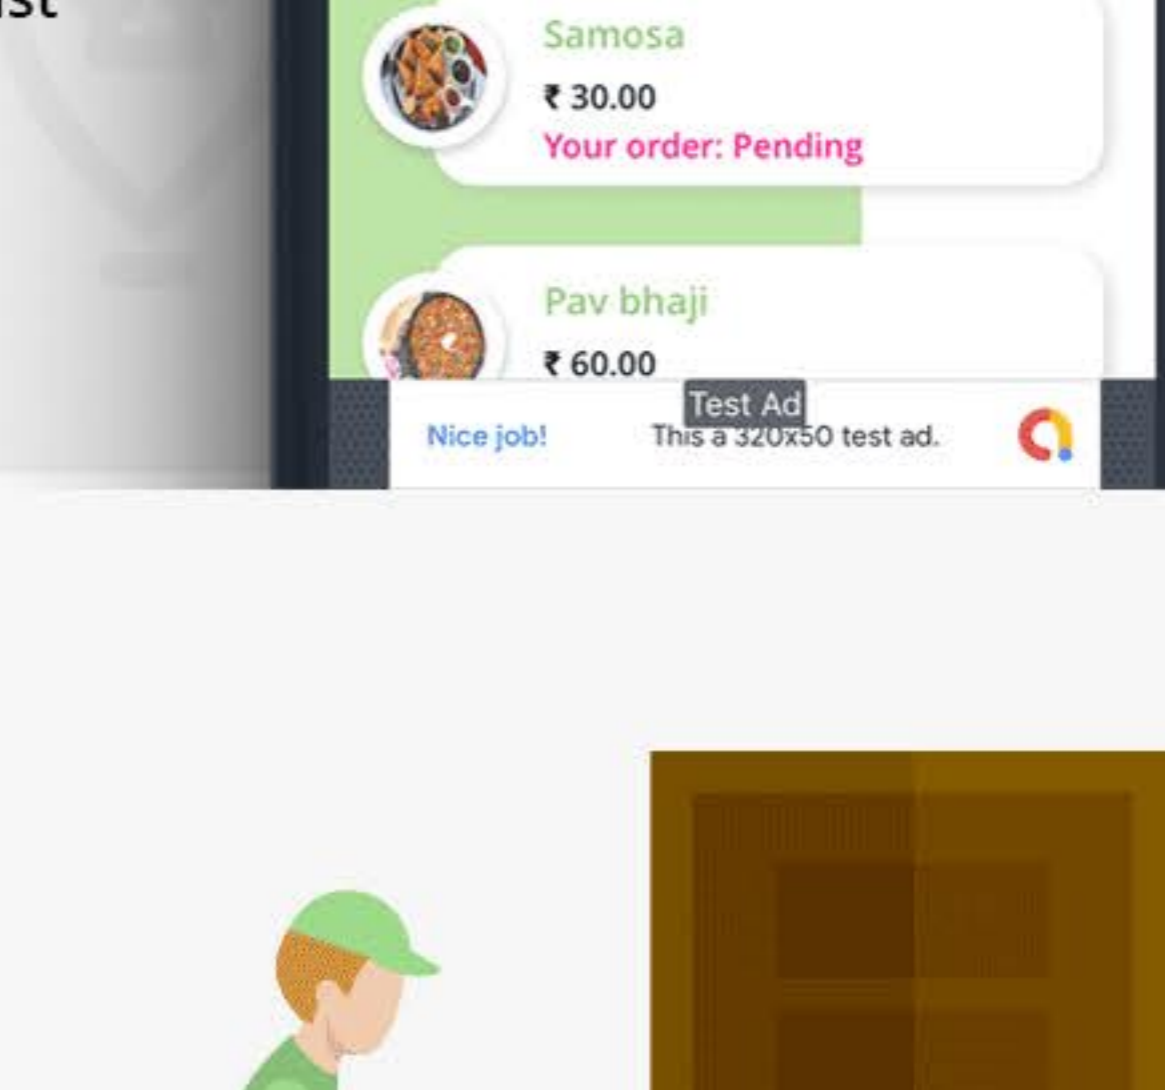 Samosa
₹ 30.00
Your order: Pending
Pav bhaji
₹ 60.00
Test Ad
Nice job!
This a 320x50 test ad.